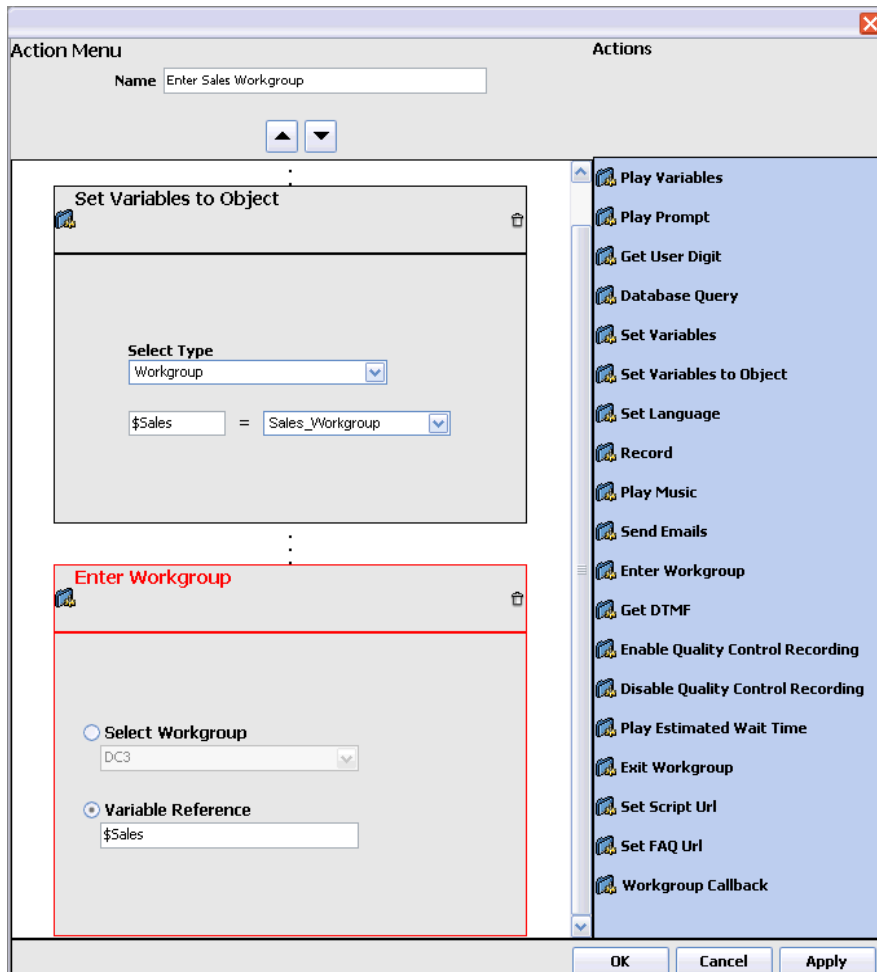 Action Menu
Actions
Name Enter Sales Workgroup
Set Variables to Object
Select Type
Workgroup
$Sales = Sales_Workgroup
Enter Workgroup
Select Workgroup
DC3
Variable Reference
$Sales
Play Variables
Play Prompt
Get User Digit
Database Query
Set Variables
Set Variables to Object
Set Language
Record
Play Music
Send Emails
Enter Workgroup
Get DTMF
Enable Quality Control Recording
Disable Quality Control Recording
Play Estimated Wait Time
Exit Workgroup
Set Script Url
Set FAQ Url
Workgroup Callback
OK Cancel Apply